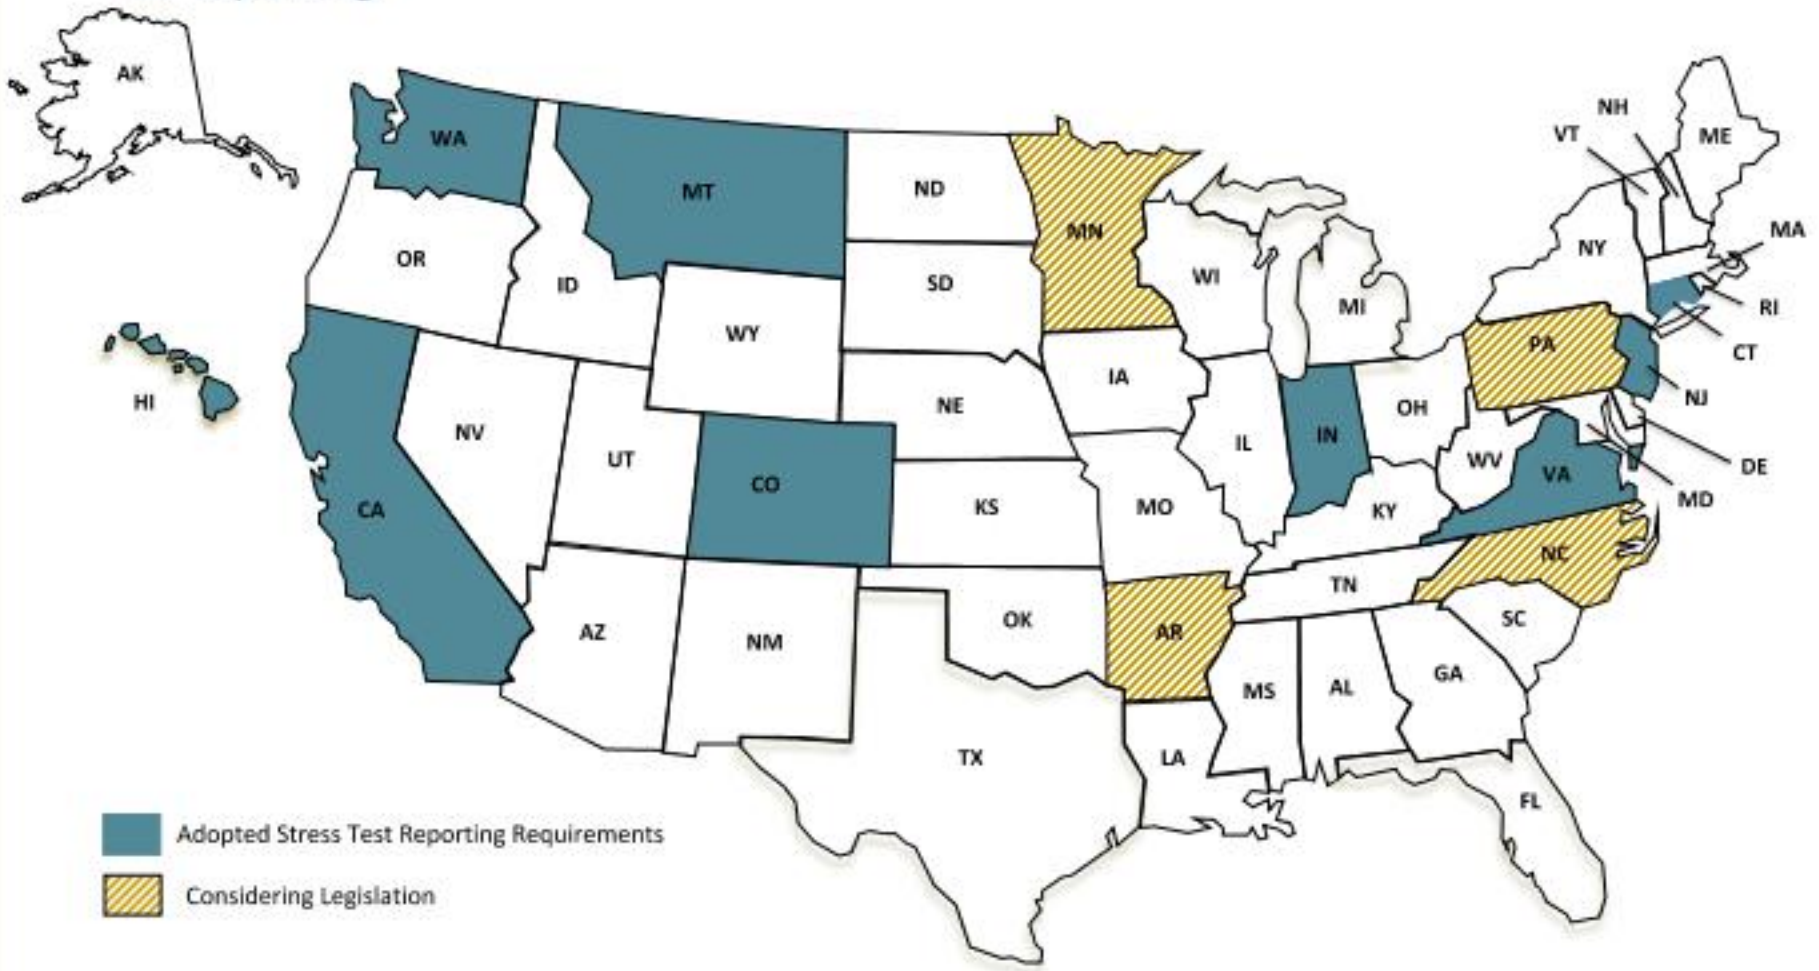 AK
NH
VT
ME
WA
MT
ND
MN
MA
OR
ID
SD
WI
NY
MI
RI
WY
PA
CT
HI
IA
NE
OH
NJ
NV
UT
CO
IL
IN
WV
VA
DE
CA
KS
MO
KY
MD
NC
TN
AZ
NM
OK
AR
SC
MS
AL
GA
TX
LA
FL
Adopted Stress Test Reporting Requirements
Considering Legislation